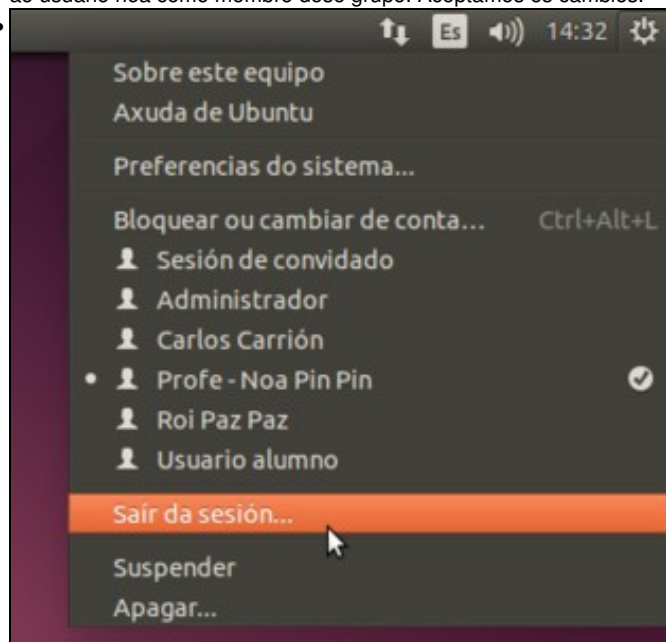 ao usuario noa como membro dese grupo. Aceptamos os cambios.
Es 14:32
Sobre este equipo
Axuda de Ubuntu
Preferencias do sistema...
Bloquear ou cambiar de conta... Ctrl+Alt+L
Sesión de convidado
Administrador
Carlos Carrión
Profe - Noa Pin Pin
Roi Paz Paz
Usuario alumno
Saír da sesión...
Suspender
Apagar...